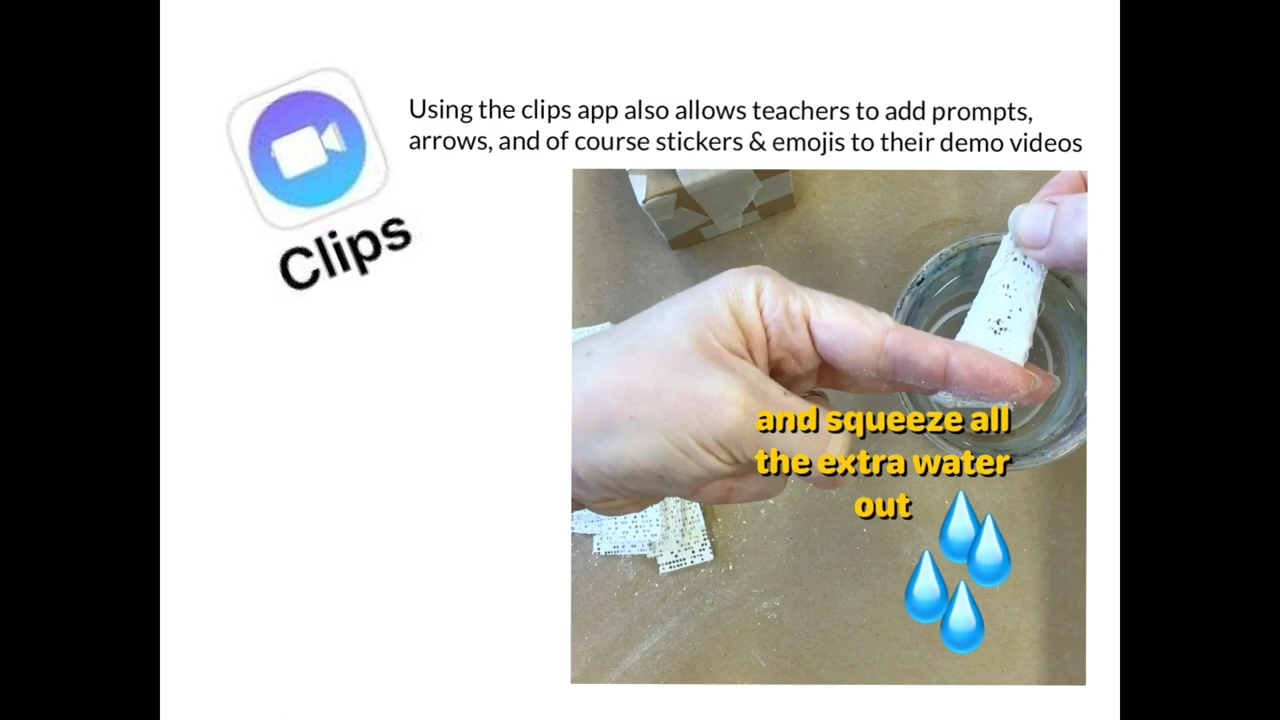 Using the clips app also allows teachers to add prompts,
arrows, and of course stickers & emojis to their demo videos
Clips
and squeeze all
the extra water
out